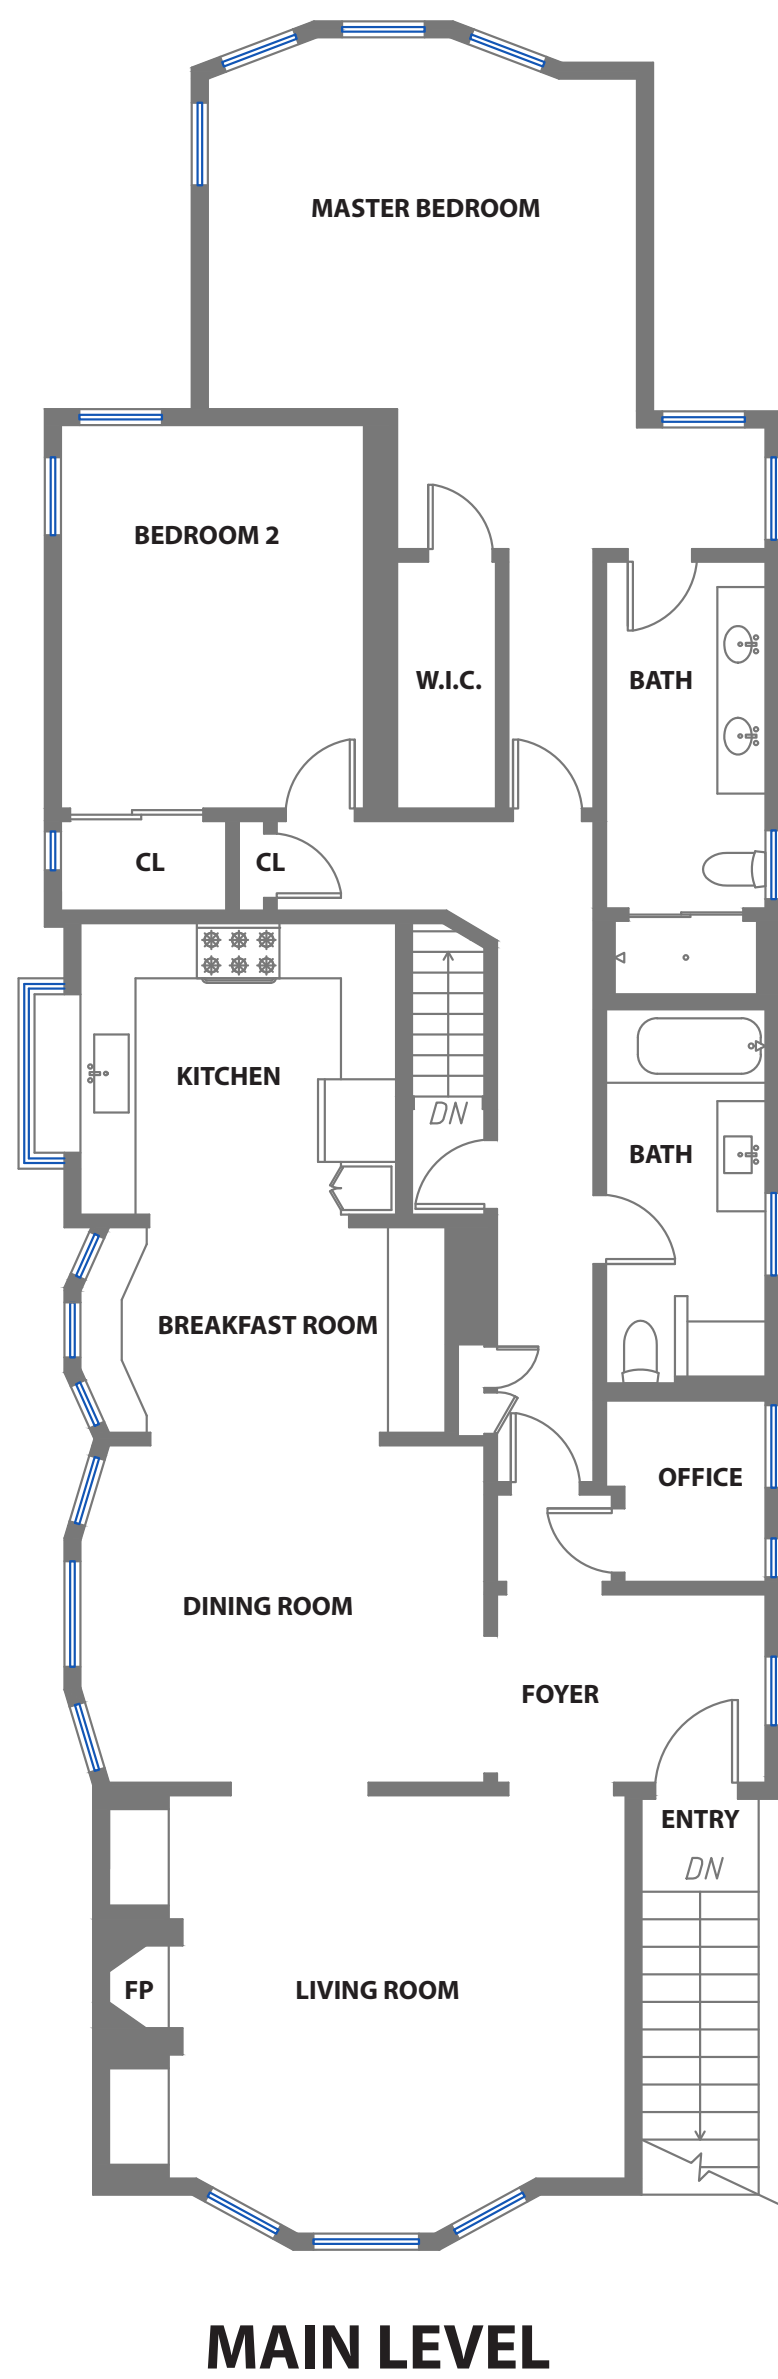 MASTER BEDROOM
BEDROOM 2
W.I.C.
BATH
CL
CL
KITCHEN
DN
BATH
BREAKFAST ROOM
OFFICE
DINING ROOM
FOYER
ENTRY
DN
FP
LIVING ROOM
MAIN LEVEL